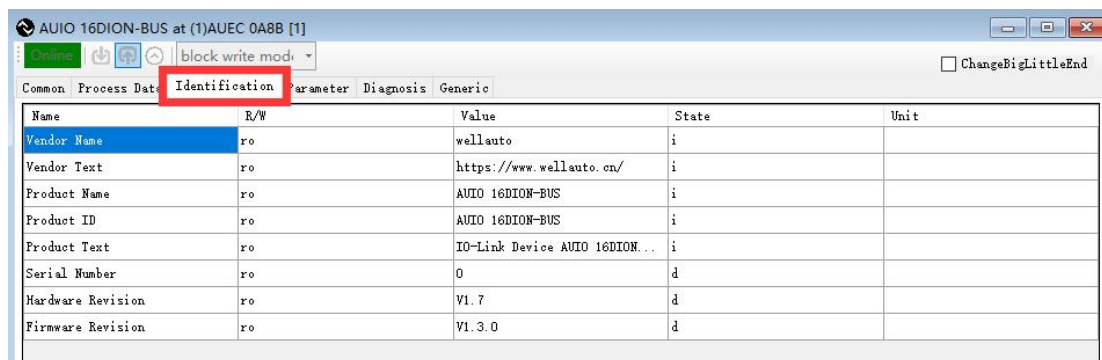 AUIO 16DION-BUS at (1)AUEC 0A8B [1]
Online block write mod
ChangeBigLittleEnd
Common Process Data Identification Parameter Diagnosis Generic
Name R/W Value State Unit
Vendor Name ro wellauto i
Vendor Text ro https://www.wellauto.cn/ i
Product Name ro AUIO 16DION-BUS i
Product ID ro AUIO 16DION-BUS i
Product Text ro IO-Link Device AUIO 16DION... i
Serial Number ro 0 d
Hardware Revision ro V1.7 d
Firmware Revision ro V1.3.0 d